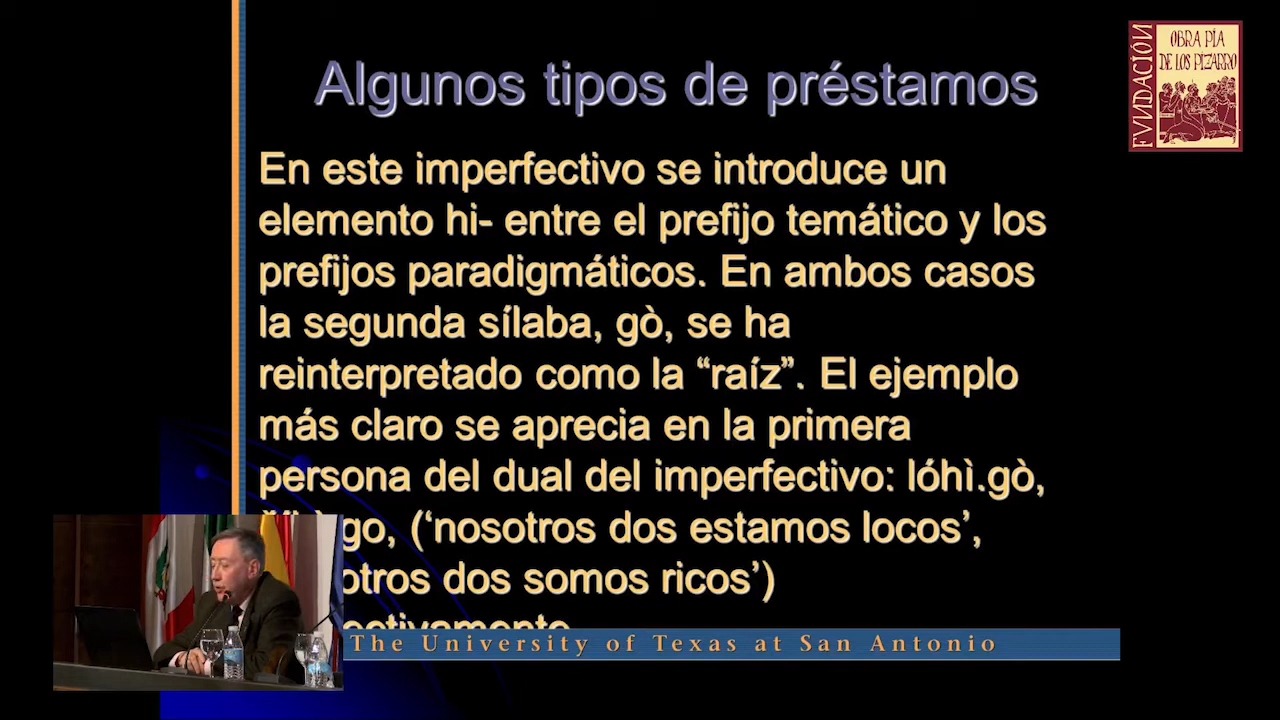 Algunos tipos de préstamos
FVNDACIÓN
OBRA PÍA
DE LOS PIZARRO
En este imperfectivo se introduce un
elemento hi- entre el prefijo temático y los
prefijos paradigmáticos. En ambos casos
la segunda sílaba, gò, se ha
reinterpretado como la “raíz”. El ejemplo
más claro se aprecia en la primera
persona del dual del imperfectivo: lóhì.gò,
go, (‘nosotros dos estamos locos’,
otros dos somos ricos’)
The University of Texas at San Antonio